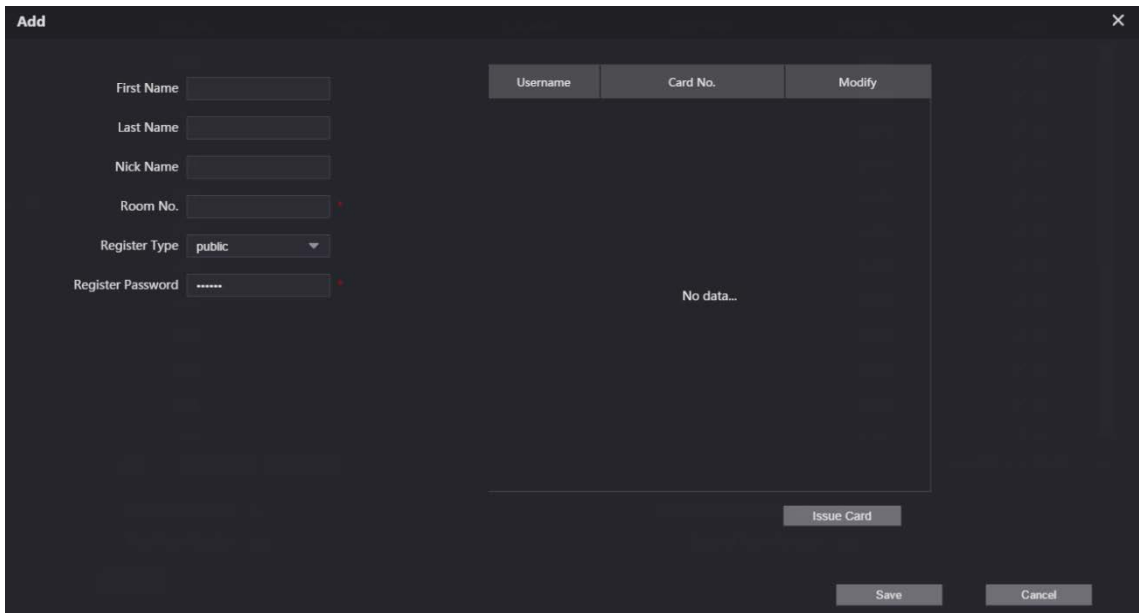 Add
First Name
Last Name
Nick Name
Room No. *
Register Type public
Register Password •••••• *
Username Card No. Modify
No data...
Issue Card
Save Cancel